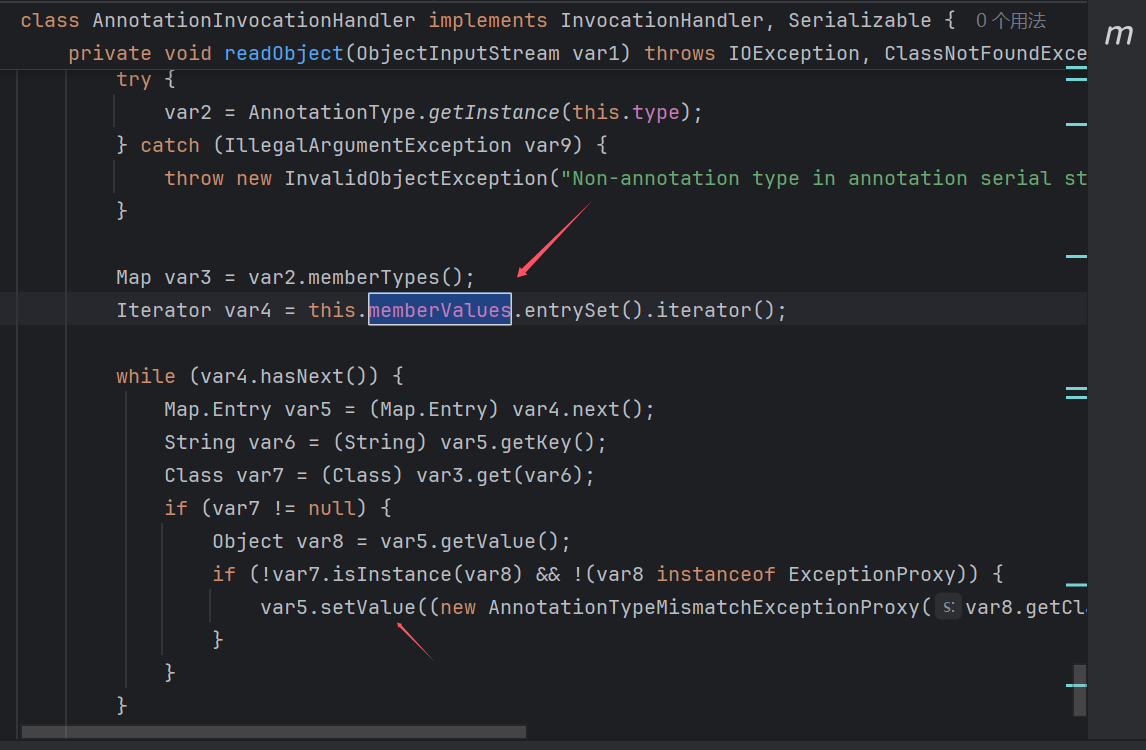 class AnnotationInvocationHandler implements InvocationHandler, Serializable { 0个用法
private void readObject(ObjectInputStream var1) throws IOException, ClassNotFoundExce
try {
var2 = AnnotationType.getInstance(this.type);
} catch (IllegalArgumentException var9) {
throw new InvalidObjectException("Non-annotation type in annotation serial st
}
Map var3 = var2.memberTypes();
Iterator var4 = this.memberValues.entrySet().iterator();
while (var4.hasNext()) {
Map.Entry var5 = (Map.Entry) var4.next();
String var6 = (String) var5.getKey();
Class var7 = (Class) var3.get(var6);
if (var7 != null) {
Object var8 = var5.getValue();
if (!var7.isInstance(var8) && !(var8 instanceof ExceptionProxy)) {
var5.setValue((new AnnotationTypeMismatchExceptionProxy( s: var8.getCl
}
}
}
m